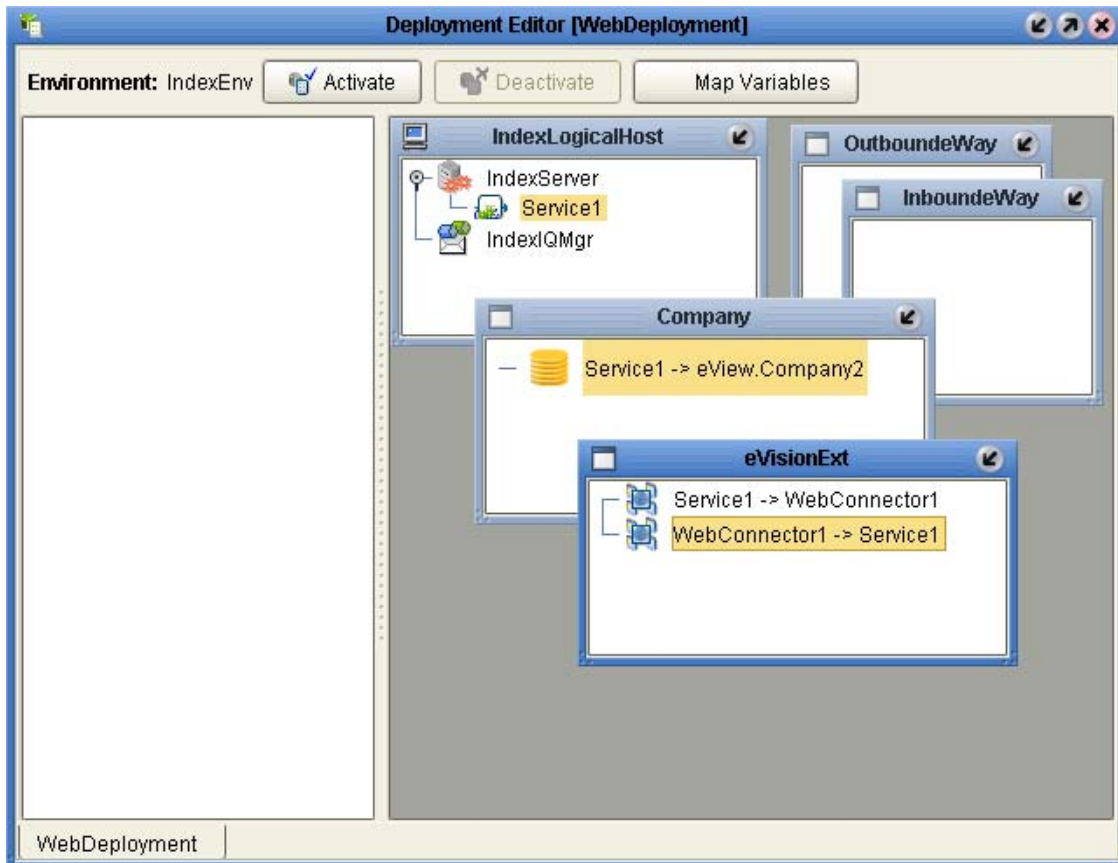 Deployment Editor [WebDeployment]
Environment: IndexEnv Activate Deactivate Map Variables
IndexLogicalHost
IndexServer
Service1
IndexIQMgr
OutboundeWay
InboundeWay
Company
Service1 -> eView.Company2
eVisionExt
Service1 -> WebConnector1
WebConnector1 -> Service1
WebDeployment